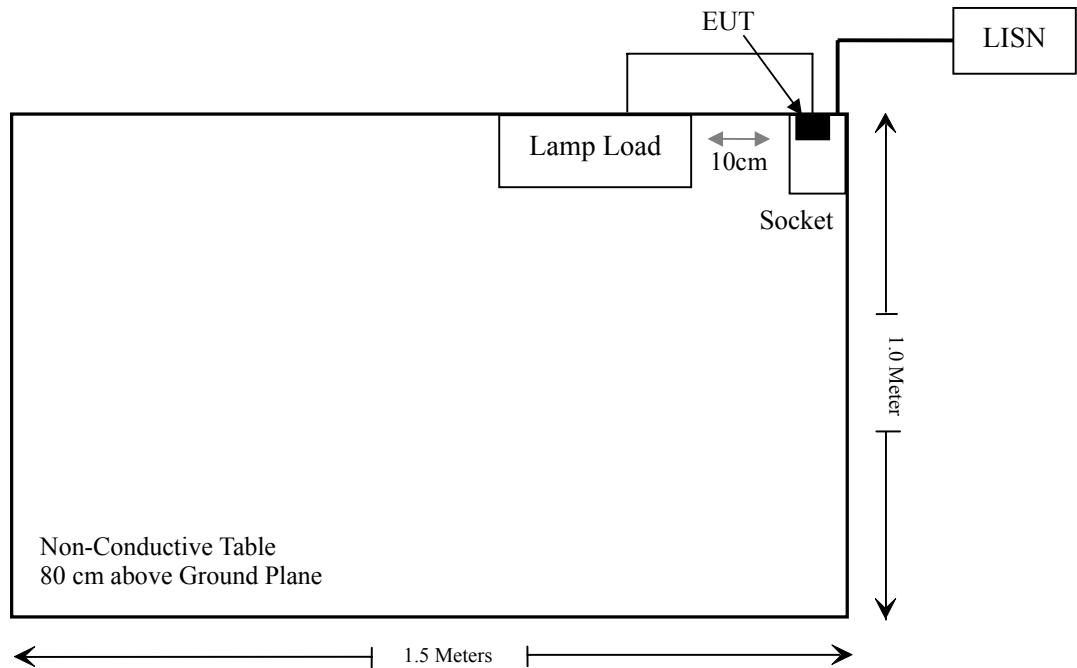 EUT
LISN
Lamp Load
10cm
Socket
1.0 Meter
Non-Conductive Table
80 cm above Ground Plane
1.5 Meters